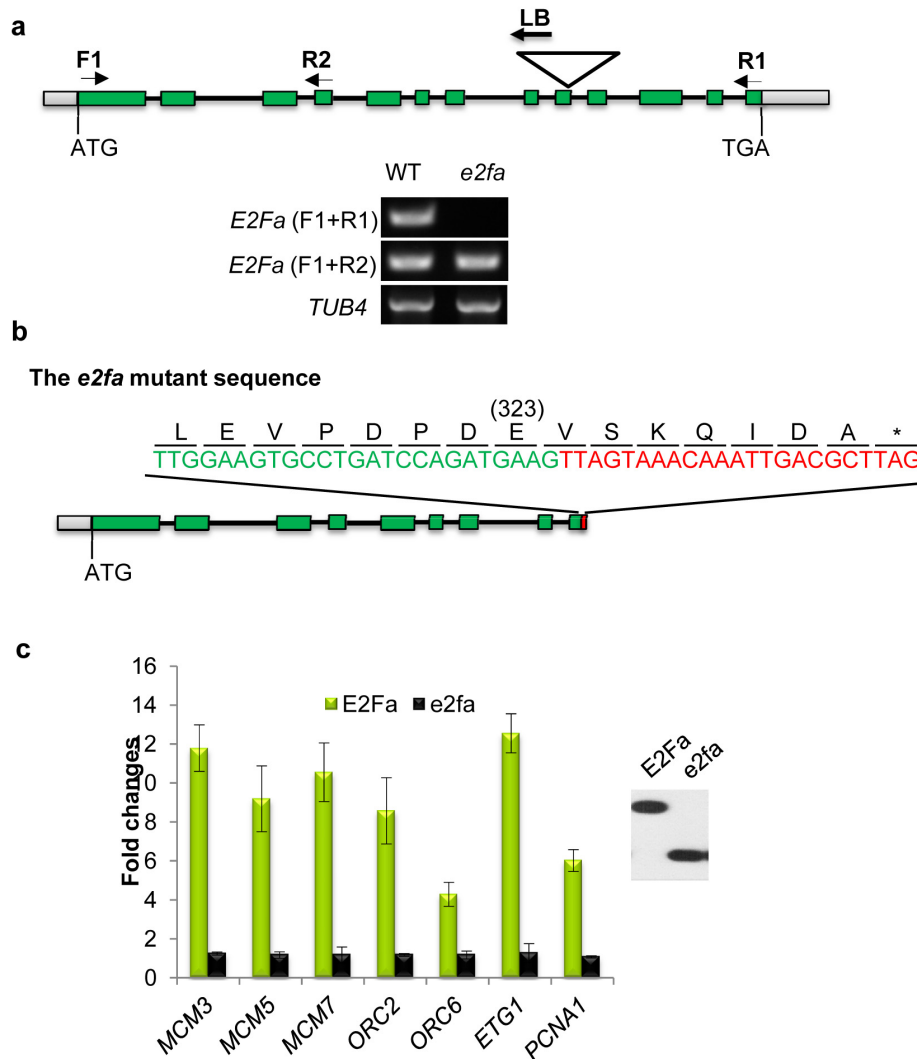 a
LB
F1
R2
R1
ATG
TGA
WT e2fa
E2Fa (F1+R1)
E2Fa (F1+R2)
TUB4
b
The e2fa mutant sequence
(323)
L E V P D P D E V S K Q I D A *
TTGGAAGTGCCTGATCCAGATGAAGTTAGTAAACAAATTGACGCTTAG
ATG
c
Fold changes
16
14
12
10
8
6
4
2
0
E2Fa e2fa
MCM3 MCM5 MCM7 ORC2 ORC6 ETG1 PCNA1
E2Fa e2fa